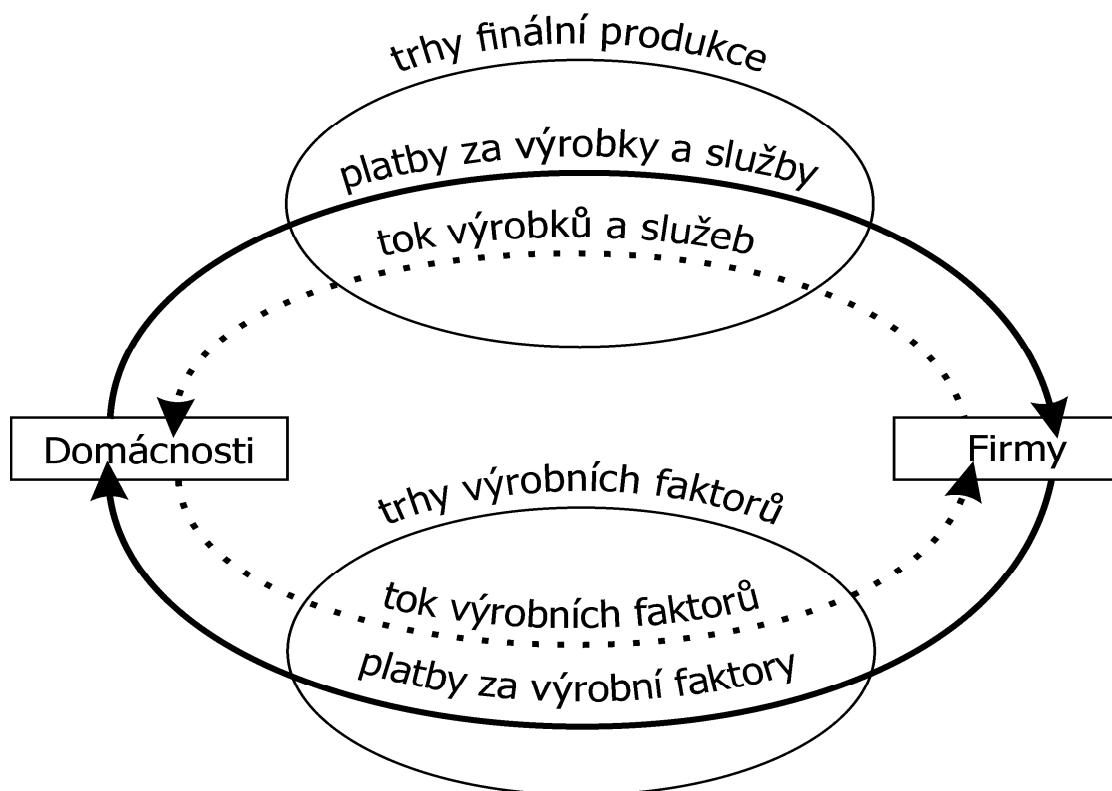 trhy finální produkce
platby za výrobky a služby
tok výrobků a služeb
Domácnosti
Firmy
trhy výrobních faktorů
tok výrobních faktorů
platby za výrobní faktory